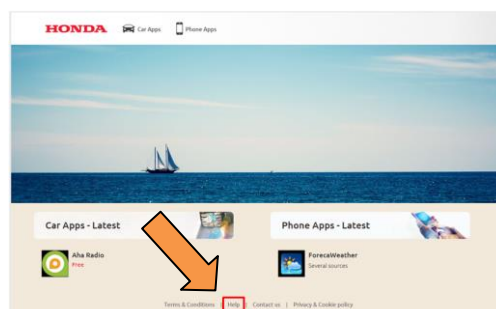 HONDA Car Apps Phone Apps
Car Apps - Latest
Phone Apps - Latest
Aha Radio
Free
ForecaWeather
Several sources
Terms & Conditions | Help | Contact us | Privacy & Cookie policy